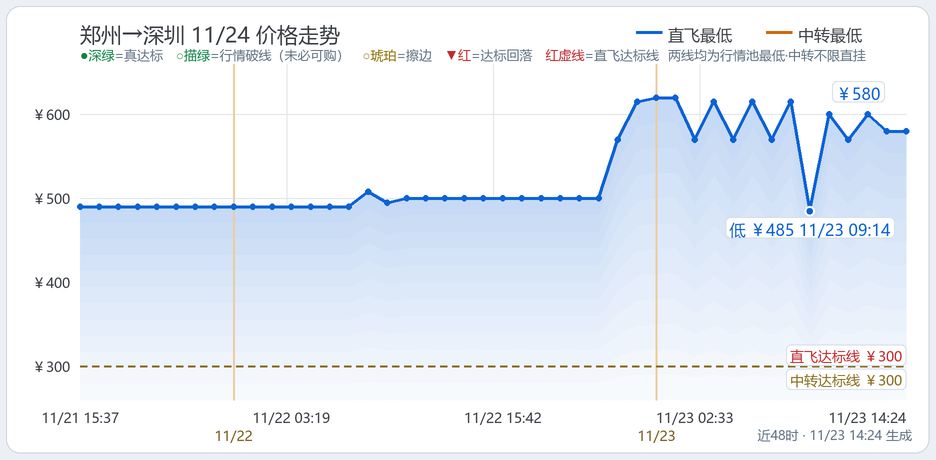 郑州→深圳 11/24 价格走势
直飞最低 中转最低
●深绿=真达标 ○描绿=行情破线（未必可购） ○琥珀=擦边 ▼红=达标回落 红虚线=直飞达标线 两线均为行情池最低·中转不限直挂
¥600
¥500
¥400
¥300
¥580
低 ¥485 11/23 09:14
直飞达标线 ¥300
中转达标线 ¥300
11/21 15:37 11/22 03:19 11/22 15:42 11/23 02:33 11/23 14:24
11/22 11/23
近48时 · 11/23 14:24 生成